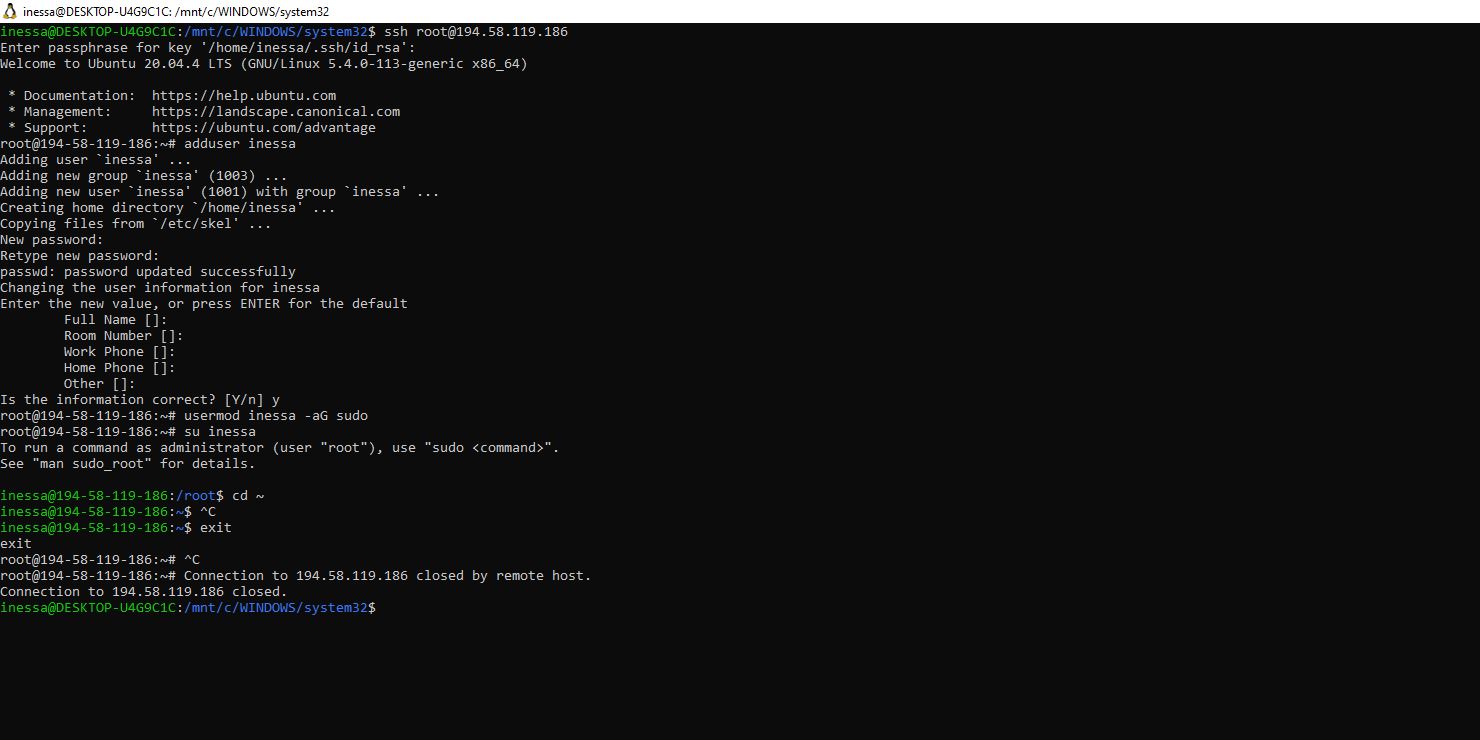 inessa@DESKTOP-U4G9C1C: /mnt/c/WINDOWS/system32
inessa@DESKTOP-U4G9C1C:/mnt/c/WINDOWS/system32$ ssh root@194.58.119.186
Enter passphrase for key '/home/inessa/.ssh/id_rsa':
Welcome to Ubuntu 20.04.4 LTS (GNU/Linux 5.4.0-113-generic x86_64)
* Documentation:  https://help.ubuntu.com
* Management:     https://landscape.canonical.com
* Support:        https://ubuntu.com/advantage
root@194-58-119-186:~# adduser inessa
Adding user `inessa' ...
Adding new group `inessa' (1003) ...
Adding new user `inessa' (1001) with group `inessa' ...
Creating home directory `/home/inessa' ...
Copying files from `/etc/skel' ...
New password:
Retype new password:
passwd: password updated successfully
Changing the user information for inessa
Enter the new value, or press ENTER for the default
Full Name []:
Room Number []:
Work Phone []:
Home Phone []:
Other []:
Is the information correct? [Y/n] y
root@194-58-119-186:~# usermod inessa -aG sudo
root@194-58-119-186:~# su inessa
To run a command as administrator (user "root"), use "sudo <command>".
See "man sudo_root" for details.
inessa@194-58-119-186:/root$ cd ~
inessa@194-58-119-186:~$ ^C
inessa@194-58-119-186:~$ exit
exit
root@194-58-119-186:~# ^C
root@194-58-119-186:~# Connection to 194.58.119.186 closed by remote host.
Connection to 194.58.119.186 closed.
inessa@DESKTOP-U4G9C1C:/mnt/c/WINDOWS/system32$